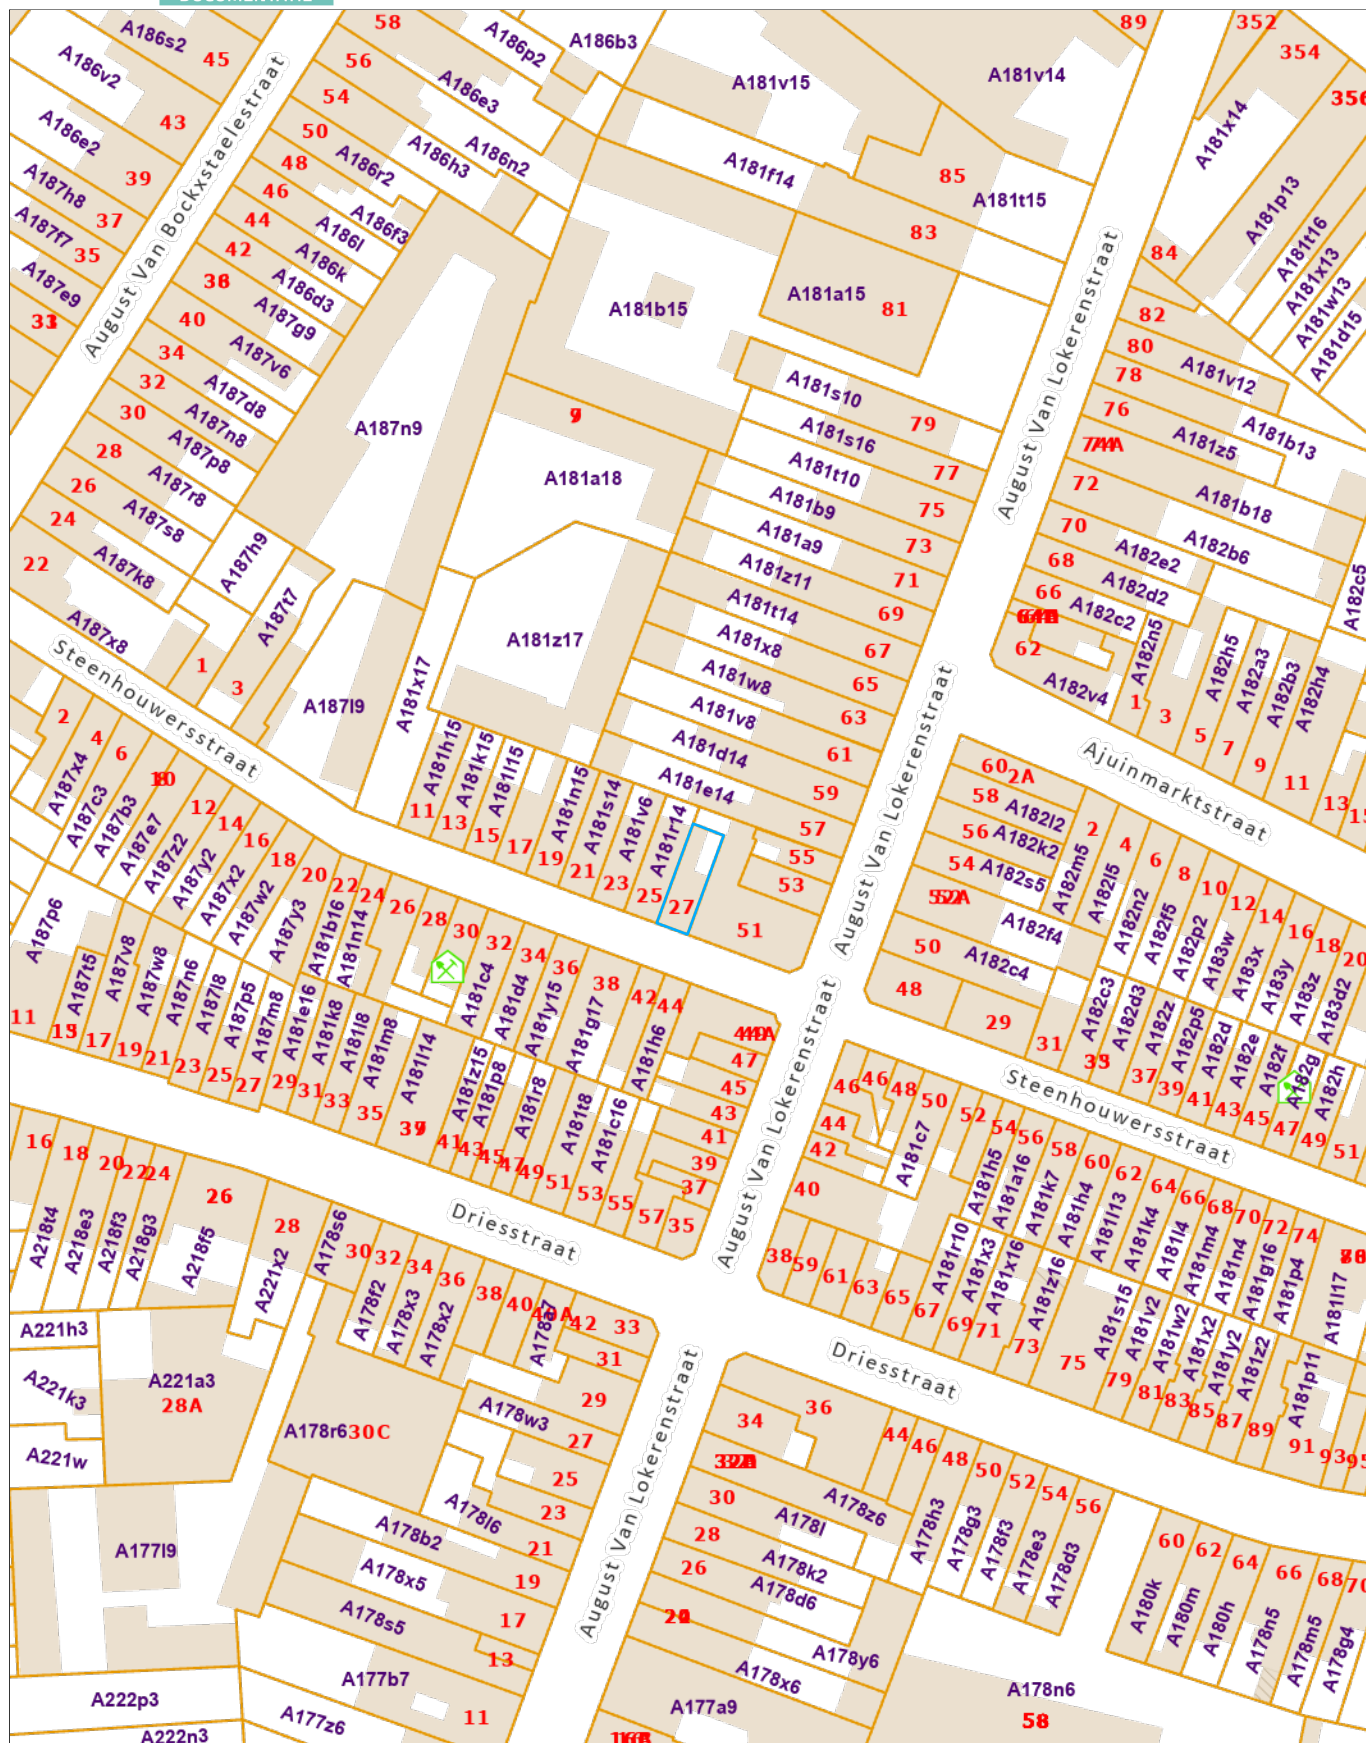 58
A186b3
89
352
A186s2
A186p2
354
45
56
A186v2
A186e3
A181v15
A181v14
54
356
43
50
A186e2
A186n2
A186h3
A181x14
48
A186r2
A181f14
39
85
A187h8
46
A181t15
A181p13
37
44
A186f3
83
A187f7
A186l
42
A181t16
35
A186k
84
A187e9
A186d3
A181x13
August Van Bockxstaelestraat
A181b15
A181a15
81
A181w13
40
A187g9
82
A181d15
34
A187v6
80
August Van Lokerenstraat
32
A187d8
78
A181v12
30
A187n8
A181s10
79
76
A181b13
A187n9
A181s16
28
A187p8
A181z5
77
A181t10
26
A187r8
A181a18
72
75
A181b18
24
A187s8
A181b9
70
73
A182b6
22
A187k8
A187h9
A181a9
68
A182e2
71
A182c5
A181z11
66
A182d2
A187t7
69
A182c2
A187x8
A181t14
62
A182n5
67
A181z17
A181x8
A182h5
1
A182a3
A181x17
65
A182v4
A182b3
3
A181w8
A182h4
Steenhouwersstraat
A187l9
63
1
3
2
A181v8
5
7
4
A181h15
61
9
6
A181k15
A181d14
11
A187x4
A181l15
59
13
12
A181e14
60
2A
Ajuinmarktstraat
A187c3
14
11
57
58
A182l2
A187b3
16
13
A181n15
55
56
A182k2
2
A187e7
18
15
A181s14
53
54
A182s5
4
A187z2
20
17
A181v6
A182m5
6
A187y2
22
19
A181r14
A182l5
8
A187x2
24
21
51
A182f4
A182n2
10
A187w2
26
23
50
A182c4
A182f5
12
A187y3
28
25
48
A182p2
14
A181b16
30
27
29
A183w
16
A181n14
32
31
A183x
18
A187p6
34
August Van Lokerenstraat
A182c3
A183y
20
A187t5
36
A182d3
A183z
A187v8
38
A182z
A183d2
A187w8
42
A182p5
A187n6
44
37
A182d
A187l8
A181c4
39
A182e
A187p5
A181d4
47
41
A182f
A187m8
A181y15
45
43
A182g
A181e16
A181g17
43
45
A182h
A181k8
A181h6
41
47
A181l8
39
49
A181m8
37
51
A181l14
35
Steenhouwersstraat
11
17
19
21
23
25
27
29
31
33
35
41
43
45
47
49
51
53
55
57
A181z15
A181p8
A181r8
A181t8
A181c16
46
46
48
50
52
54
56
58
60
62
64
66
68
70
72
74
44
42
40
A181c7
A181h5
A181a16
A181k7
A181h4
A181l13
A181k4
A181l4
A181m4
A181n4
A181g16
A181p4
A181l17
August Van Lokerenstraat
38
59
61
63
65
67
69
71
73
75
79
81
83
85
87
89
91
93
95
A181r10
A181x3
A181x16
A181z16
A181s15
A181v2
A181w2
A181x2
A181y2
A181z2
A181p11
16
18
20
22
24
26
28
30
32
34
36
38
40
40A
42
33
Driesstraat
A218t4
A218e3
A218f3
A218g3
A218f5
A221x2
A178s6
A178f2
A178x3
A178x2
A178a7
31
Driesstraat
A221h3
A221k3
A221a3
28A
29
A178w3
27
34
36
44
46
48
50
52
54
56
A221w
A178r6
30C
25
30
A178z6
A178l6
23
28
A178l
A178h3
A178g3
A178f3
A178e3
A178d3
A177l9
A178b2
21
26
A178k2
60
62
64
66
68
70
A178x5
19
A178d6
A178s5
17
A180k
A180m
A180h
A178n5
A178m5
A178g4
13
A178y6
A177b7
A178x6
A222p3
August Van Lokerenstraat
11
A177a9
A178n6
58
A177z6
A222n3